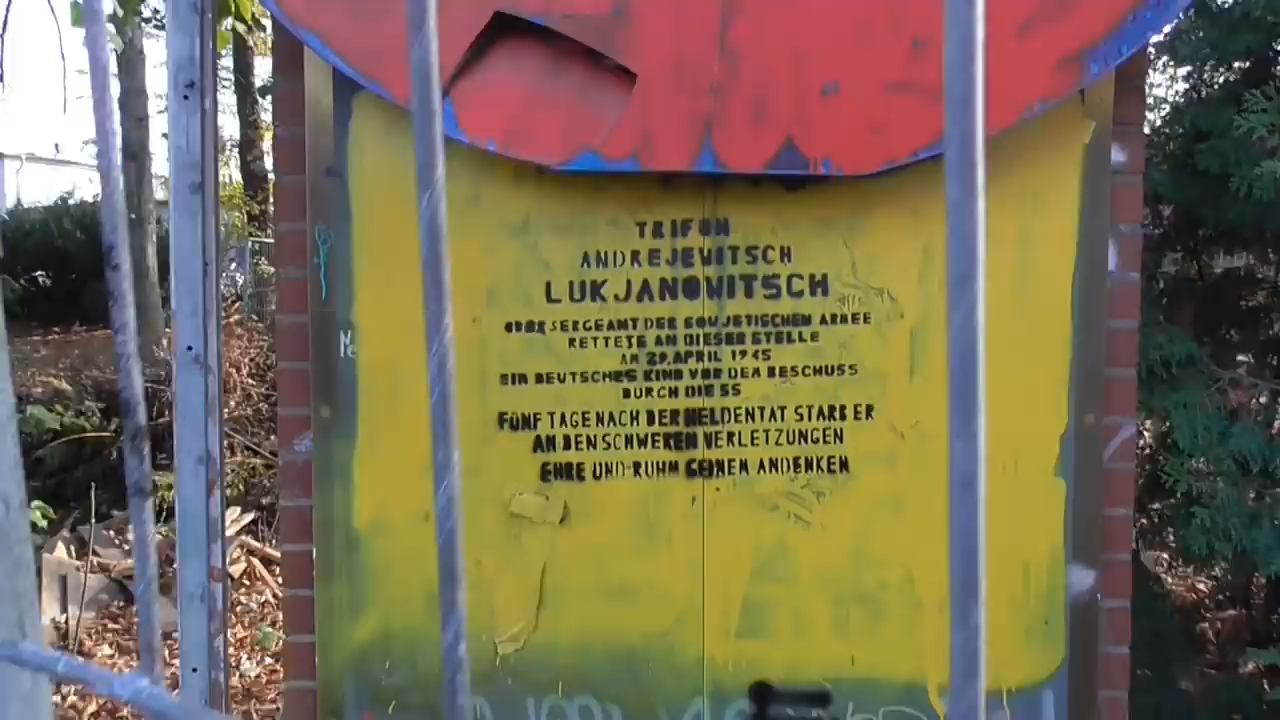 TRIFON
ANDREJEWITSCH
LUKJANOWITSCH
OBERSERGEANT DER SOWJETISCHEN ARMEE
RETTETE AN DIESER STELLE
AM 29. APRIL 1945
EIN DEUTSCHES KIND VOR DEM BESCHUSS
DURCH DIE SS
FÜNF TAGE NACH DER HELDENTAT STARB ER
AN DEN SCHWEREN VERLETZUNGEN
EHRE UND RUHM SEINEM ANDENKEN